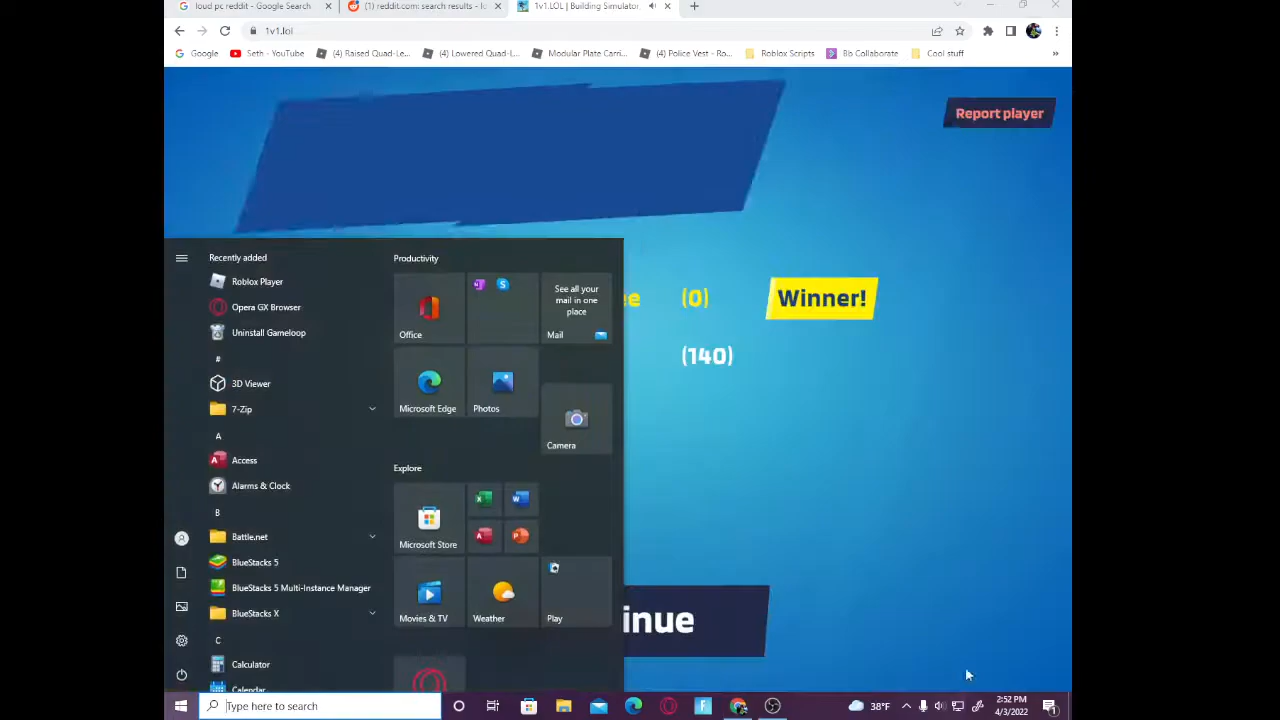 loud pc reddit - Google Search
(1) reddit.com: search results - lo
1v1.LOL | Building Simulator,
1v1.lol
Google
Seth - YouTube
(4) Raised Quad-Le...
(4) Lowered Quad-L...
Modular Plate Carri...
(4) Police Vest - Ro...
Roblox Scripts
Bb Collaborate
Cool stuff
Report player
Recently added
Roblox Player
Opera GX Browser
Uninstall Gameloop
#
3D Viewer
7-Zip
A
Access
Alarms & Clock
B
Battle.net
BlueStacks 5
BlueStacks 5 Multi-Instance Manager
BlueStacks X
C
Calculator
Calendar
Productivity
Office
See all your
mail in one
place
Mail
Microsoft Edge
Photos
Camera
Explore
Microsoft Store
Movies & TV
Weather
Play
ee (0) Winner!
(140)
inue
Type here to search
38°F
2:52 PM
4/3/2022
1